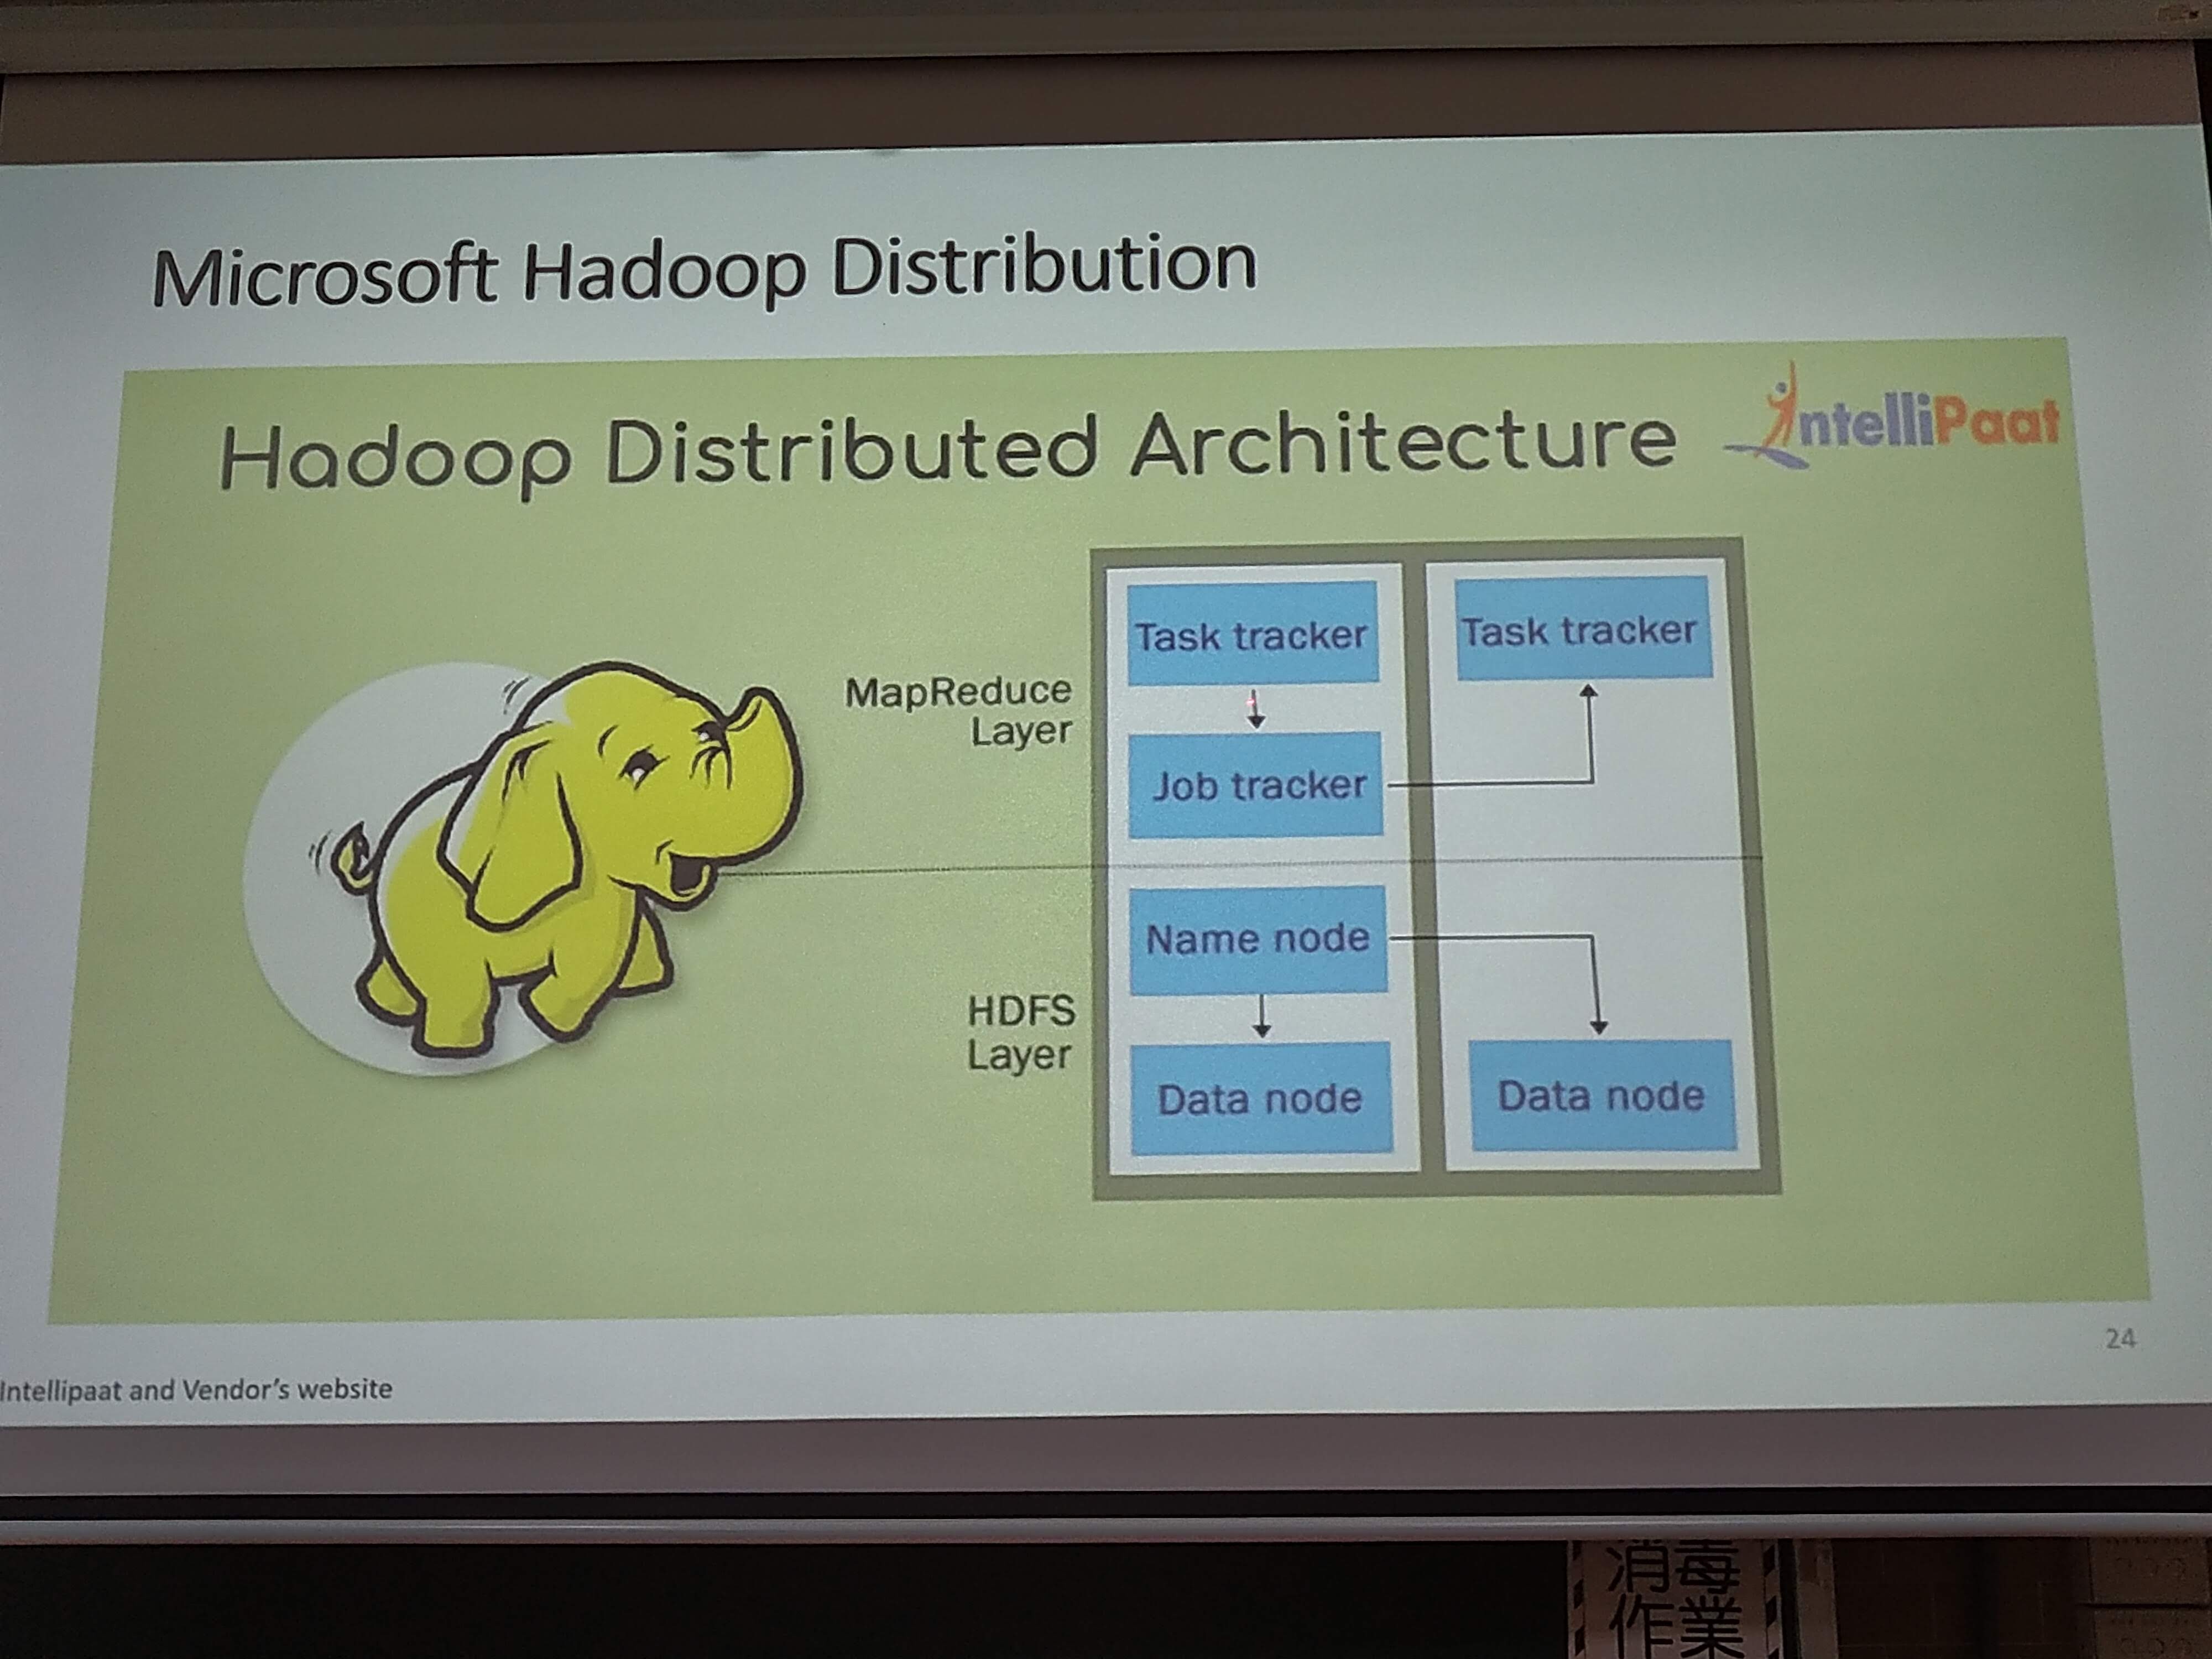 Microsoft Hadoop Distribution
Hadoop Distributed Architecture
IntelliPaat
MapReduce
Layer
Task tracker
Task tracker
Job tracker
HDFS
Layer
Name node
Data node
Data node
24
Intellipaat and Vendor's website
消毒
作業